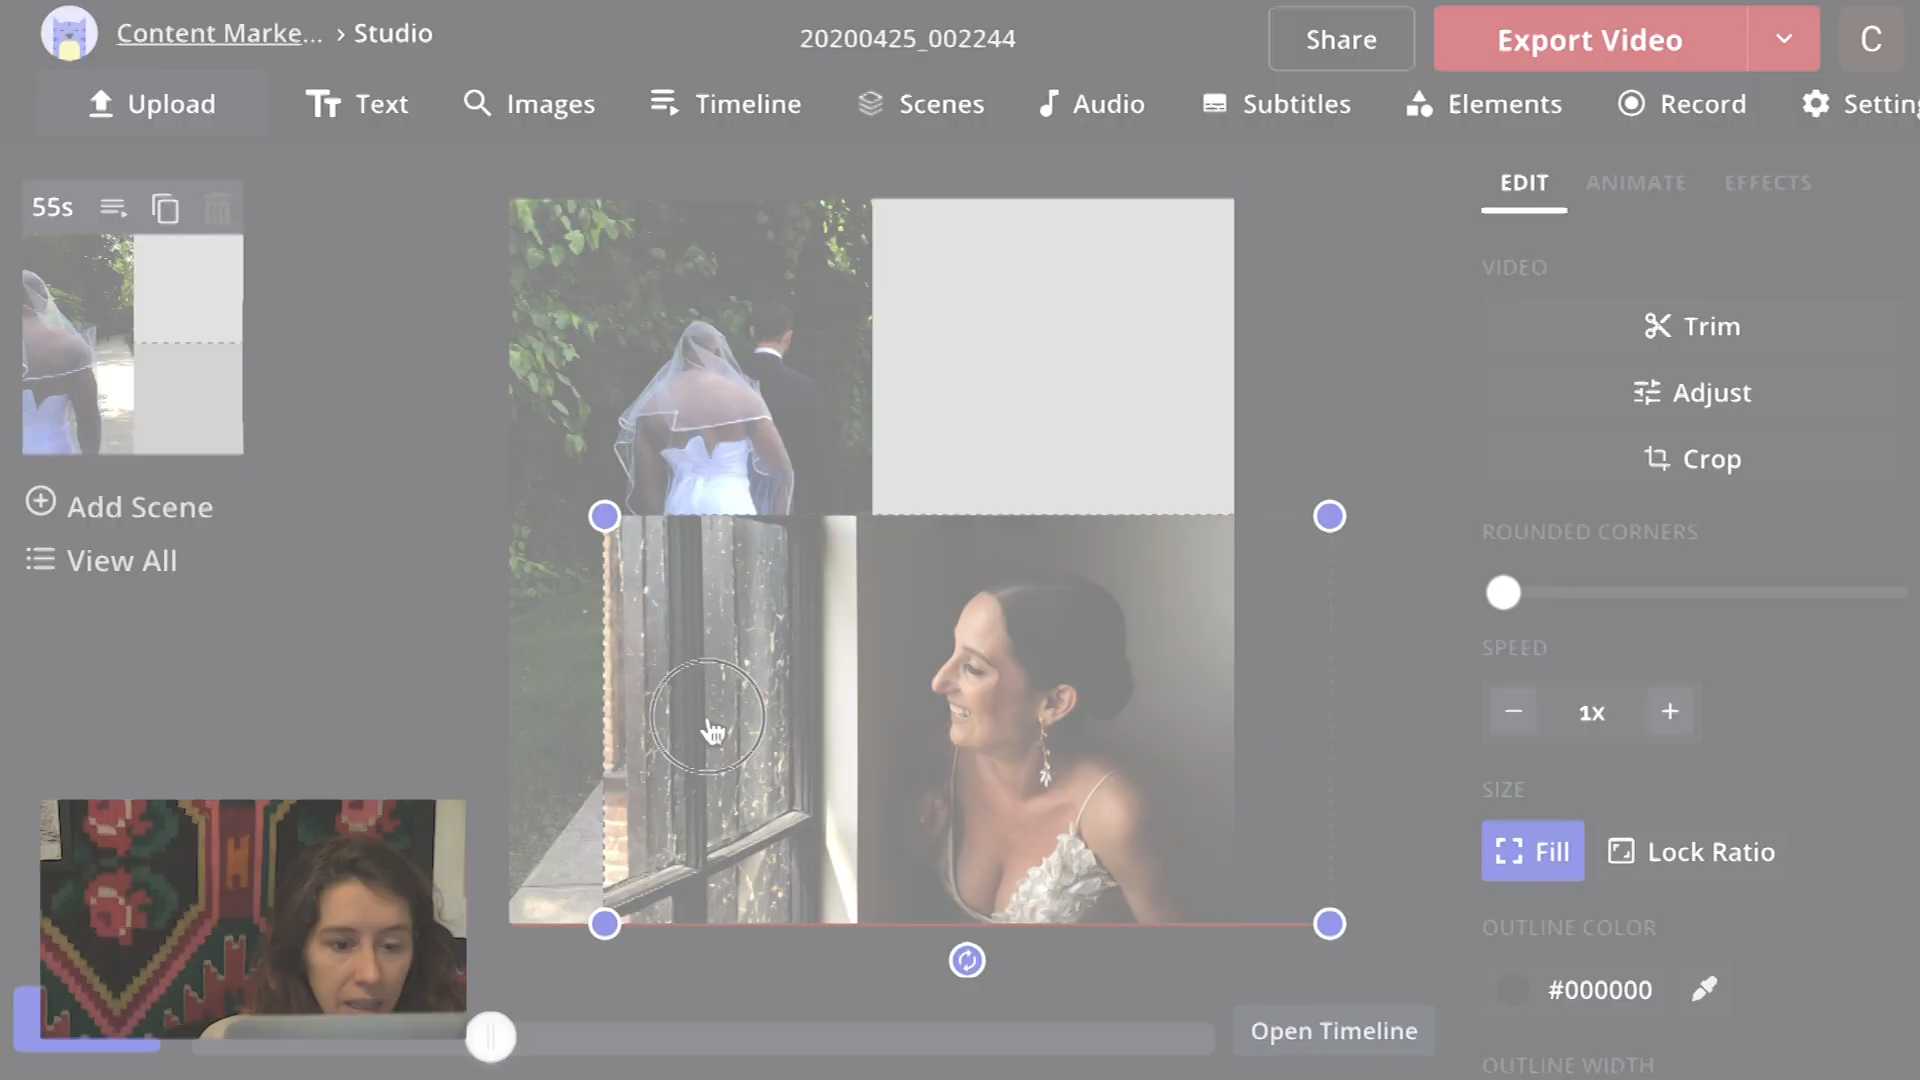 Content Marke... › Studio
20200425_002244
Share
Export Video
C
Upload
Text
Images
Timeline
Scenes
Audio
Subtitles
Elements
Record
Setting
55s
Add Scene
View All
EDIT
ANIMATE
EFFECTS
VIDEO
Trim
Adjust
Crop
ROUNDED CORNERS
SPEED
− 1x +
SIZE
Fill
Lock Ratio
OUTLINE COLOR
#000000
Open Timeline
OUTLINE WIDTH